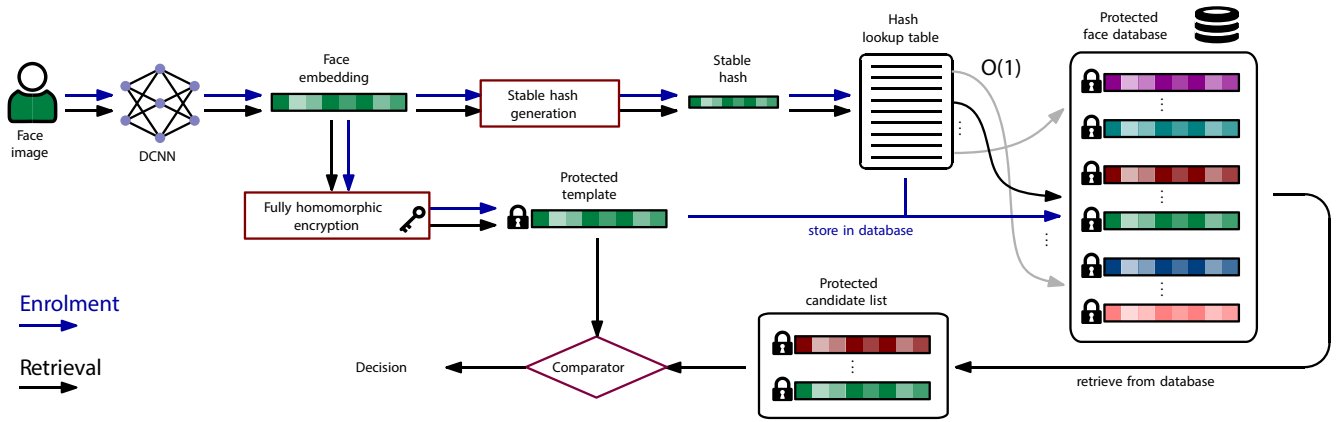 Face
image
DCNN
Face
embedding
Stable hash
generation
Stable
hash
Hash
lookup table
O(1)
Protected
face database
Fully homomorphic
encryption
Protected
template
store in database
Enrolment
Retrieval
Decision
Comparator
Protected
candidate list
retrieve from database